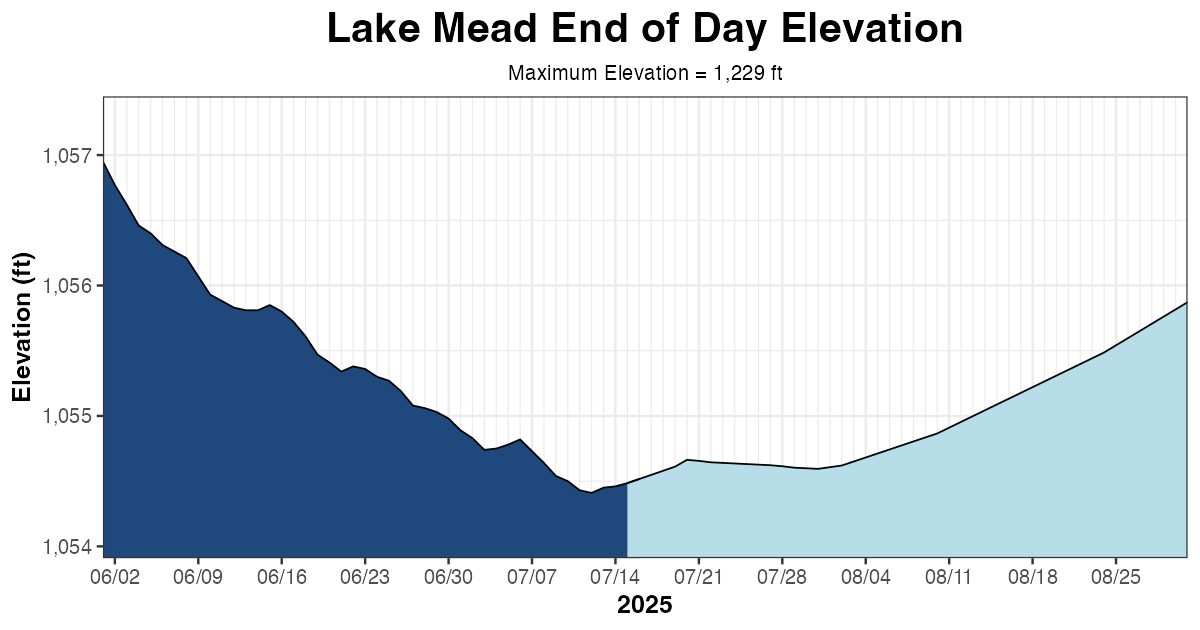 Lake Mead End of Day Elevation
Maximum Elevation = 1,229 ft
Elevation (ft)
1,057
1,056
1,055
1,054
06/02 06/09 06/16 06/23 06/30 07/07 07/14 07/21 07/28 08/04 08/11 08/18 08/25
2025